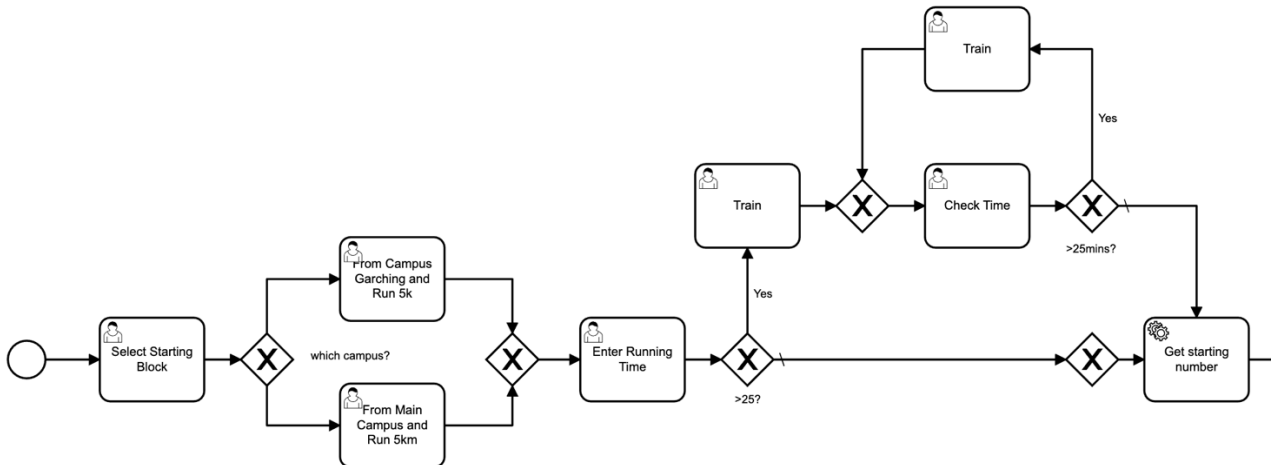 Train
Yes
Train
Check Time
>25mins?
From Campus
Garching and
Run 5k
Yes
Select Starting
Block
which campus?
Enter Running
Time
Get starting
number
>25?
From Main
Campus and
Run 5km